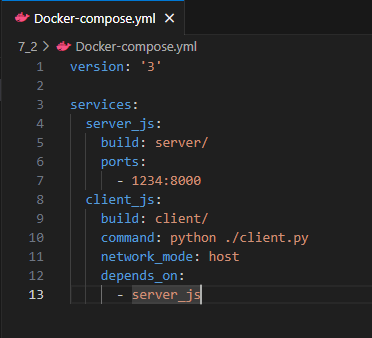 Docker-compose.yml ×
7_2 > Docker-compose.yml
1 version: '3'
2
3 services:
4   server_js:
5     build: server/
6     ports:
7       - 1234:8000
8   client_js:
9     build: client/
10     command: python ./client.py
11     network_mode: host
12     depends_on:
13       - server_js